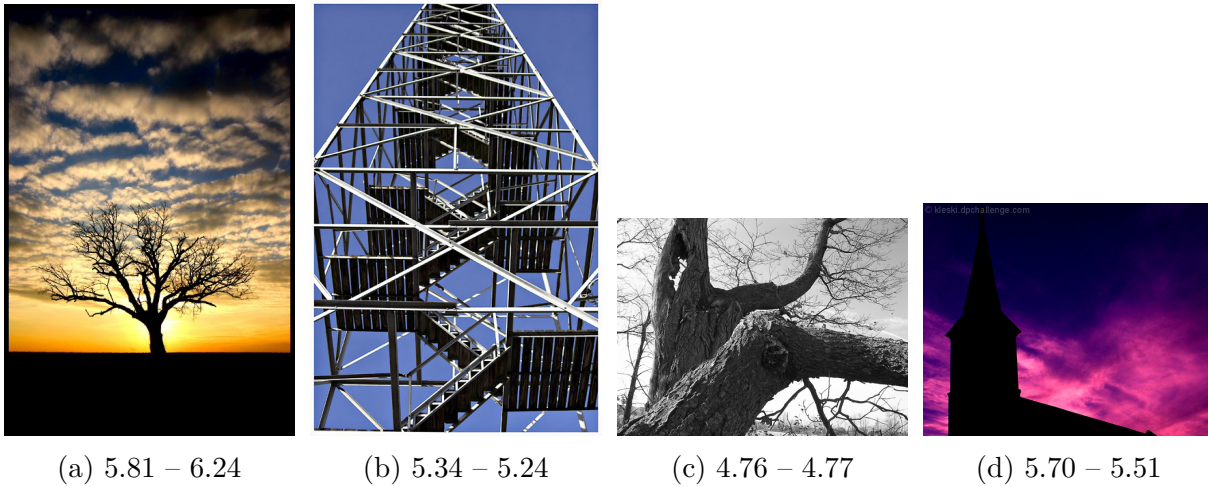 © kleski.dpchallenge.com
(a) 5.81 – 6.24
(b) 5.34 – 5.24
(c) 4.76 – 4.77
(d) 5.70 – 5.51